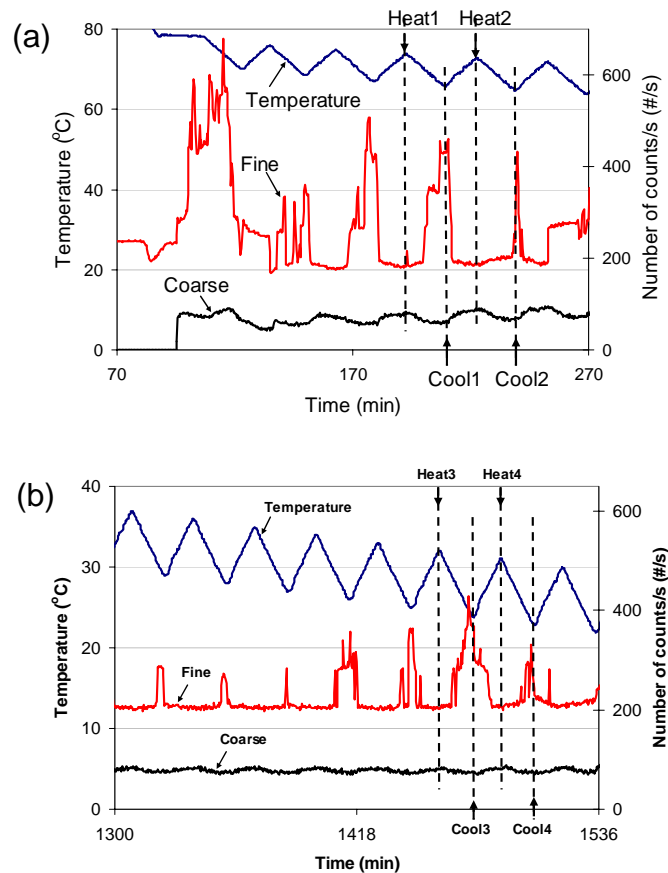 (a)
Heat1 Heat2
80
60
40
20
0
Temperature (⁰C)
Temperature
Fine
Coarse
600
400
200
0
Number of counts/s (#/s)
70 170 270
Cool1 Cool2
Time (min)
(b)
Heat3 Heat4
40
30
20
10
0
Temperature (⁰C)
Temperature
Fine
Coarse
600
400
200
0
Number of counts/s (#/s)
1300 1418 1536
Cool3 Cool4
Time (min)